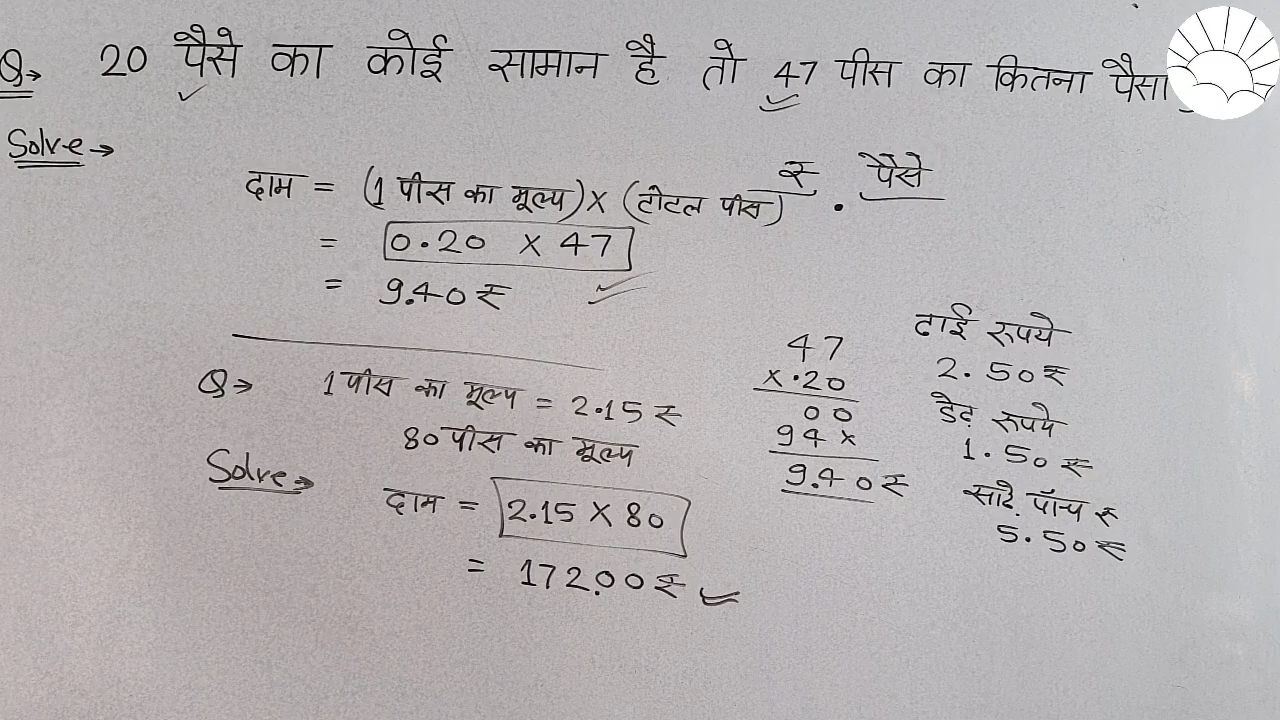 Q→ 20 पैसे का कोई सामान है तो 47 पीस का कितना पैसा
Solve →
₹ . पैसे
दाम = (1 पीस का मूल्य) X (टोटल पीस)
= 0.20 X 47
= 9.40 ₹
Q→ 1 पीस का मूल्य = 2.15 ₹
80 पीस का मूल्य
Solve →
दाम = 2.15 X 80
= 172.00 ₹
47
X .20
00
94 x
9.40 ₹
ढाई रूपये
2.50 ₹
डेढ़ रूपये
1.50 ₹
साढे़ पाँच ₹
5.50 ₹